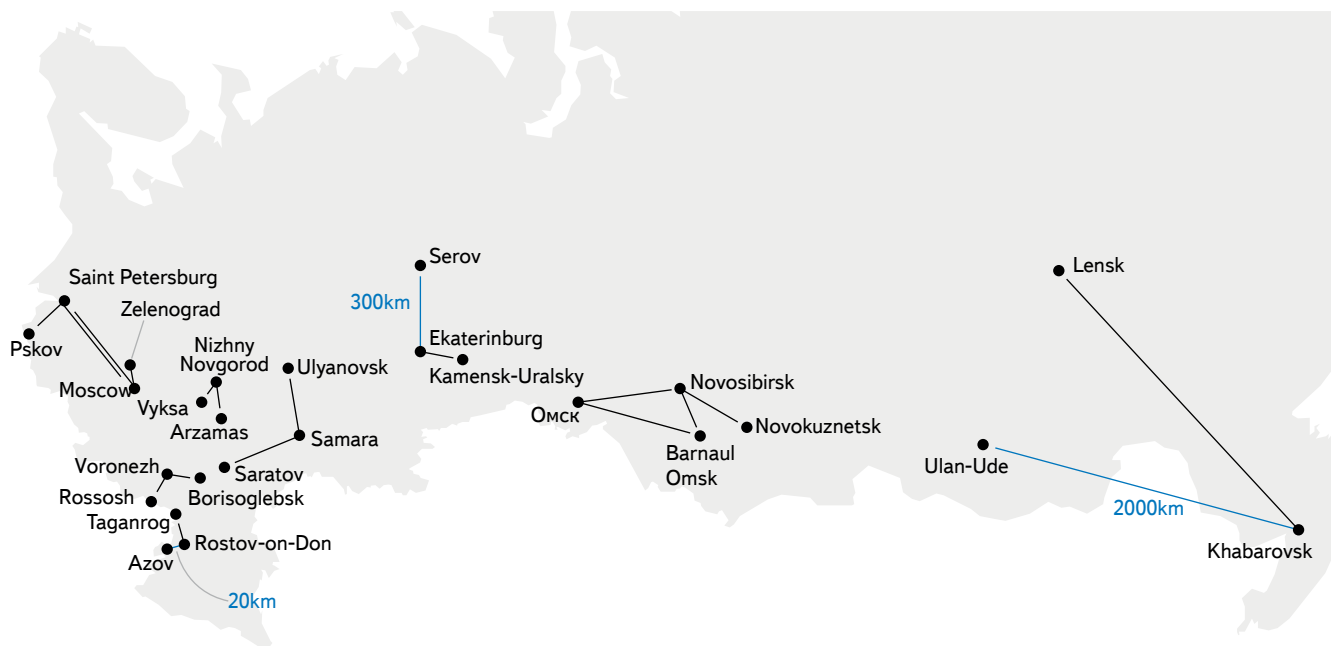 Serov
Lensk
Saint Petersburg
300km
Zelenograd
Ekaterinburg
Nizhny
Novgorod
Pskov
Ulyanovsk
Kamensk-Uralsky
Moscow
Novosibirsk
Vyksa
Омск
Arzamas
Novokuznetsk
Samara
Barnaul
Omsk
Voronezh
Saratov
Ulan-Ude
Rossosh
Borisoglebsk
2000km
Taganrog
Rostov-on-Don
Khabarovsk
Azov
20km